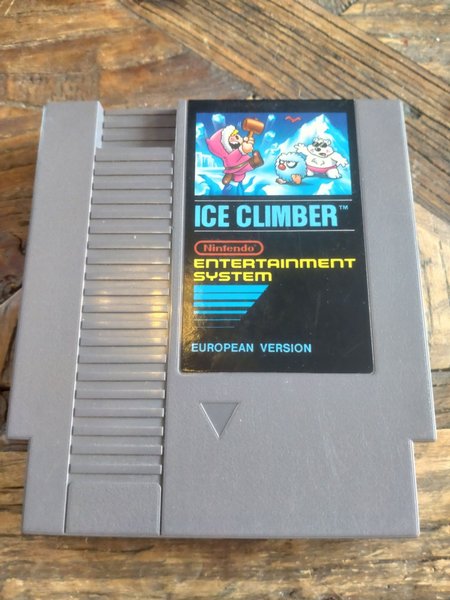 ICE CLIMBER™
Nintendo®
ENTERTAINMENT
SYSTEM
EUROPEAN VERSION